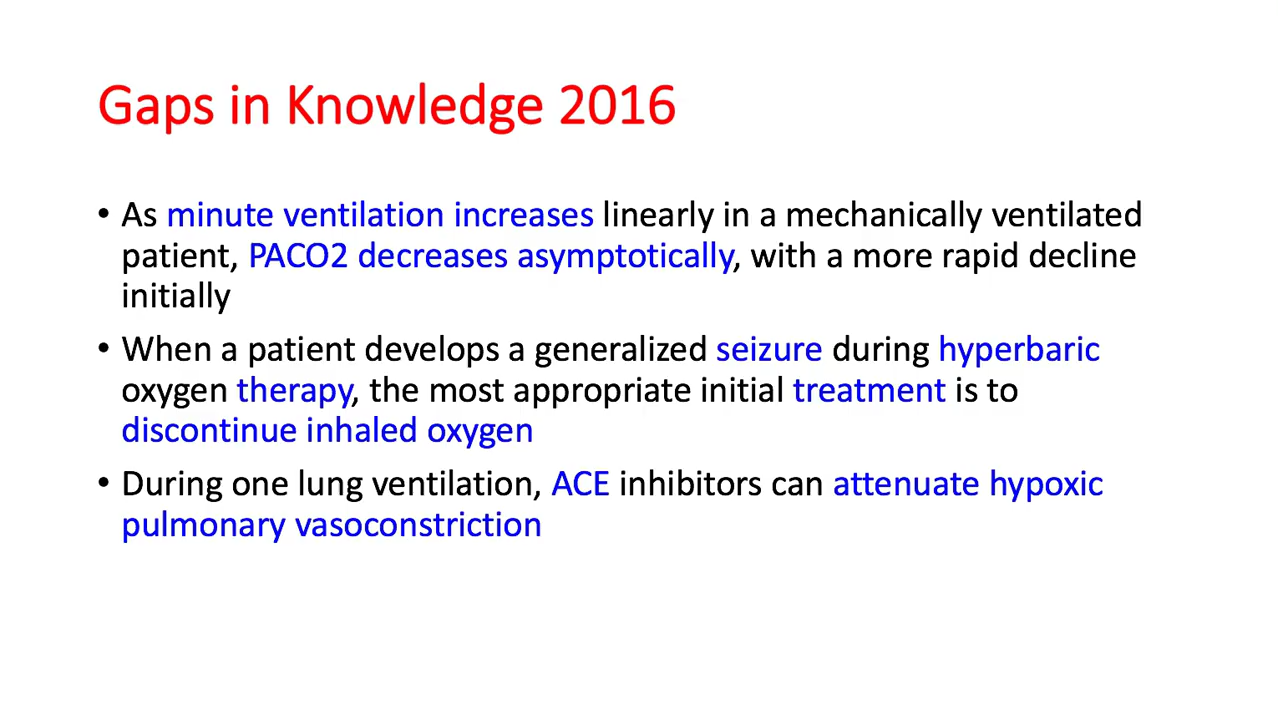 Gaps in Knowledge 2016
• As minute ventilation increases linearly in a mechanically ventilated
patient, PACO2 decreases asymptotically, with a more rapid decline
initially
• When a patient develops a generalized seizure during hyperbaric
oxygen therapy, the most appropriate initial treatment is to
discontinue inhaled oxygen
• During one lung ventilation, ACE inhibitors can attenuate hypoxic
pulmonary vasoconstriction